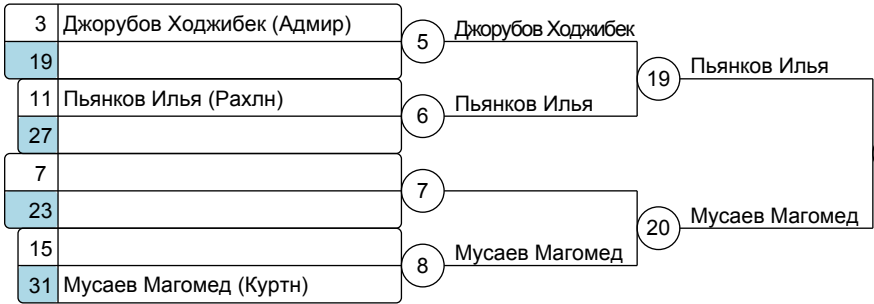 3 Джорубов Ходжибек (Адмир)
19
5 Джорубов Ходжибек
11 Пьянков Илья (Рахлн)
27
6 Пьянков Илья
19 Пьянков Илья
7
23
7
15
31 Мусаев Магомед (Куртн)
8 Мусаев Магомед
20 Мусаев Магомед